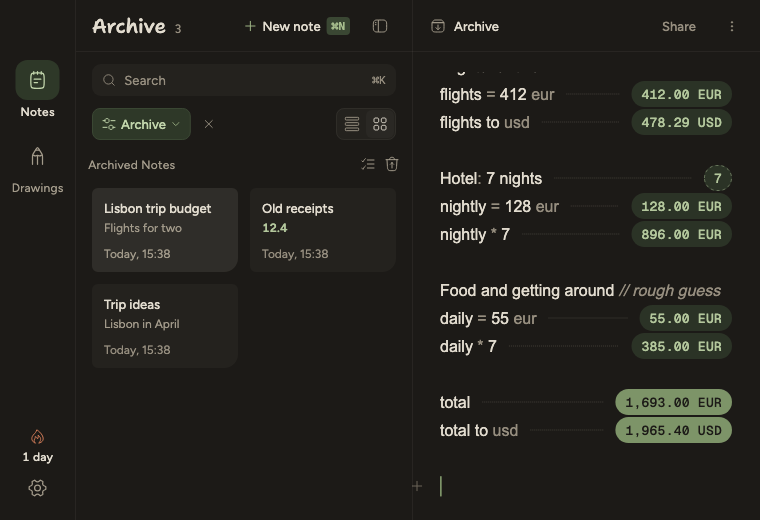 Archive 3
+ New note ⌘N
Archive
Share
Search ⌘K
Archive
Archived Notes
Notes
Drawings
Lisbon trip budget
Flights for two
Today, 15:38
Old receipts
12.4
Today, 15:38
Trip ideas
Lisbon in April
Today, 15:38
1 day
flights = 412 eur 412.00 EUR
flights to usd 478.29 USD
Hotel: 7 nights 7
nightly = 128 eur 128.00 EUR
nightly * 7 896.00 EUR
Food and getting around // rough guess
daily = 55 eur 55.00 EUR
daily * 7 385.00 EUR
total 1,693.00 EUR
total to usd 1,965.40 USD